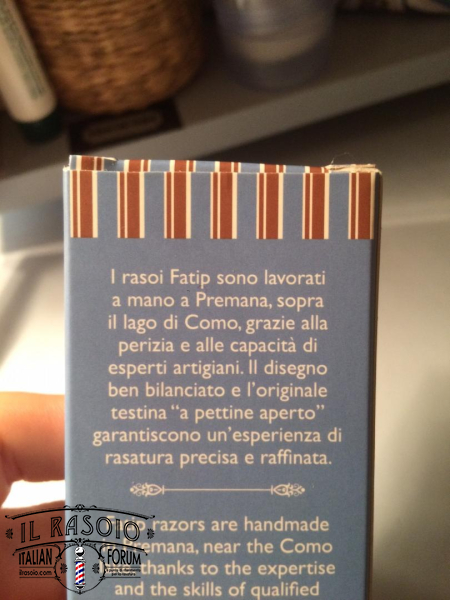 I rasoi Fatip sono lavorati
a mano a Premana, sopra
il lago di Como, grazie alla
perizia e alle capacità di
esperti artigiani. Il disegno
ben bilanciato e l'originale
testina "a pettine aperto"
garantiscono un'esperienza di
rasatura precisa e raffinata.
razors are handmade
Premana, near the Como
thanks to the expertise
and the skills of qualified
IL RASOIO
ITALIAN FORUM
ilrasoio.com